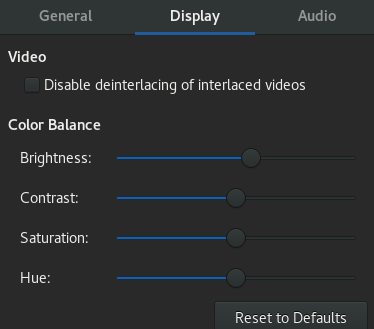 General Display Audio
Video
Disable deinterlacing of interlaced videos
Color Balance
Brightness:
Contrast:
Saturation:
Hue:
Reset to Defaults